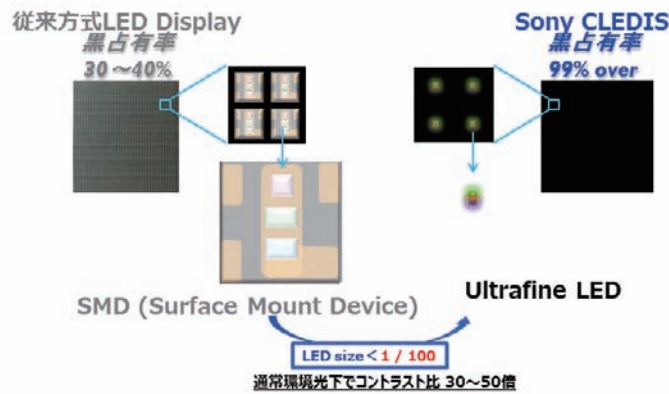 従来方式LED Display
黒占有率
30 ～40%
Sony CLEDIS
黒占有率
99% over
SMD (Surface Mount Device)
Ultrafine LED
LED size＜1 / 100
通常環境光下でコントラスト比 30～50倍